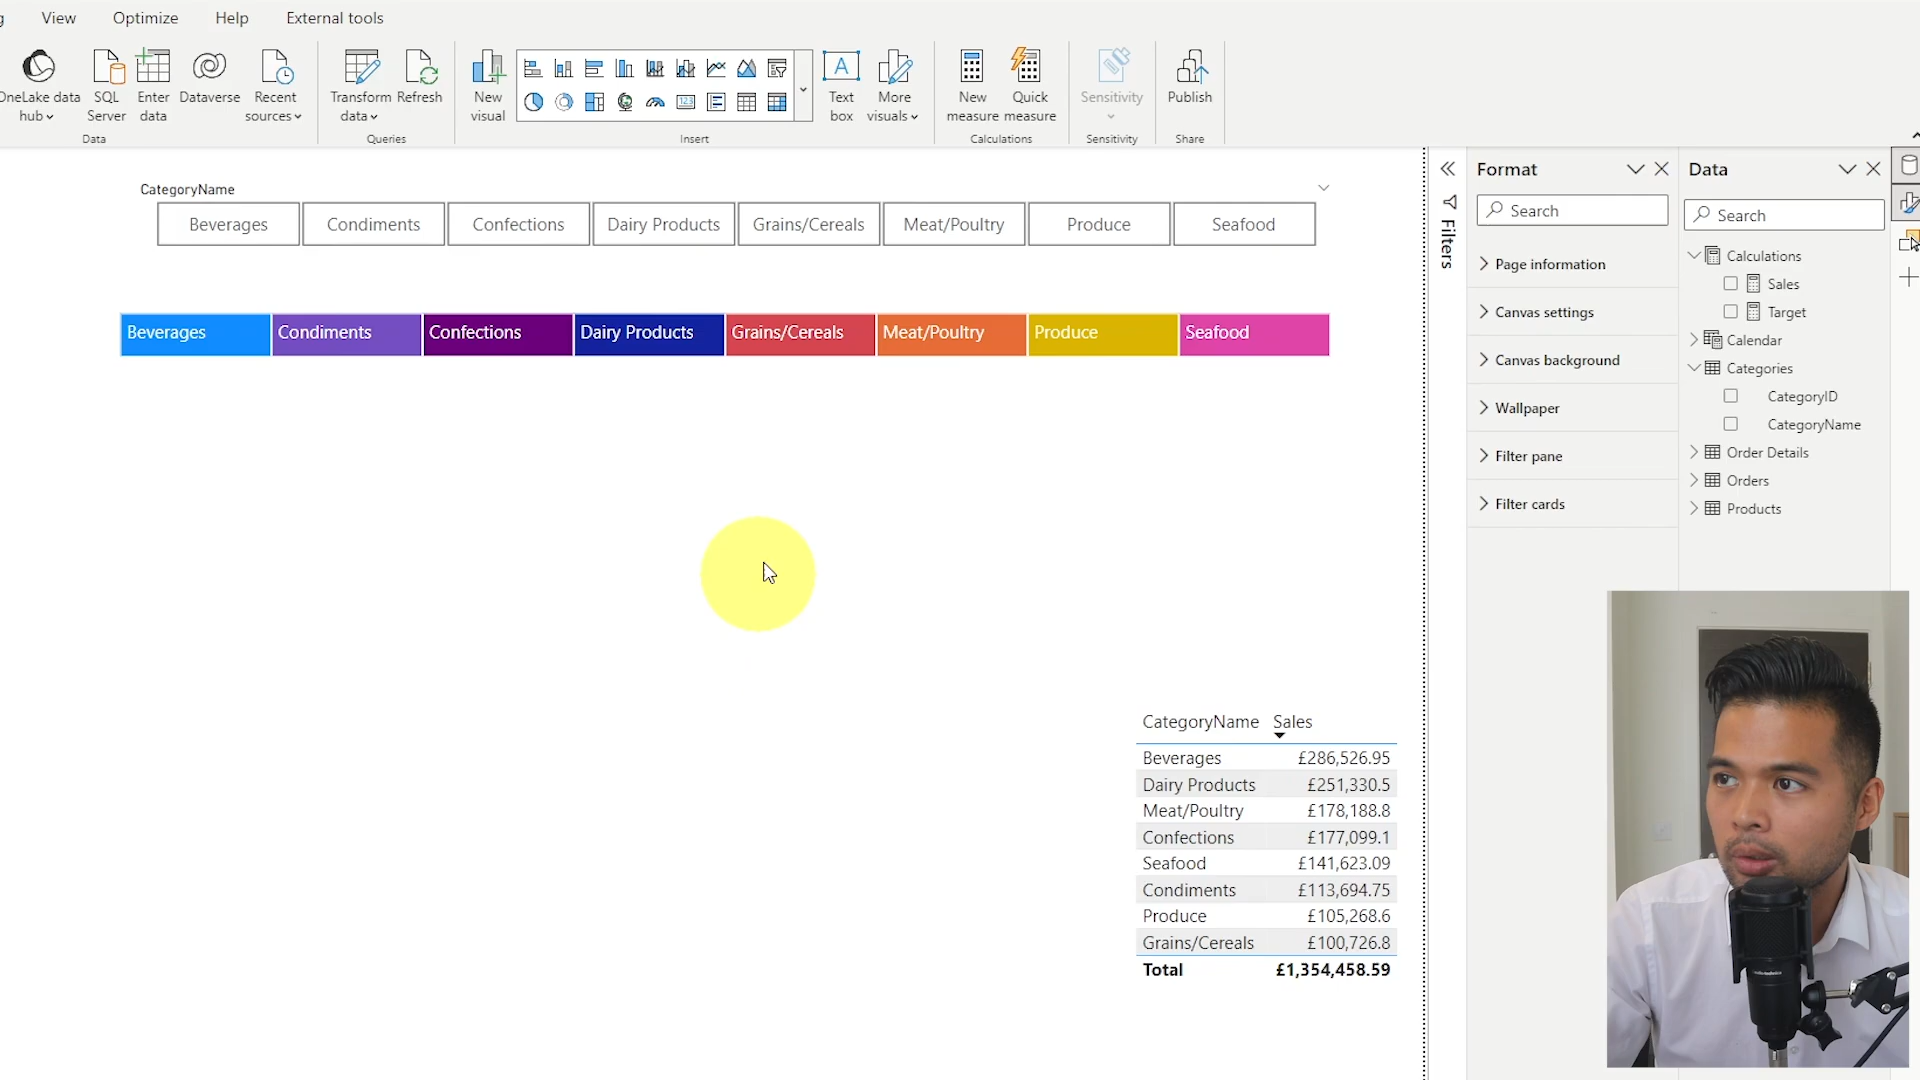 View Optimize Help External tools
OneLake data hub
SQL Server
Enter data
Dataverse
Recent sources
Transform data
Refresh
New visual
123
A
Text box
More visuals
New measure
Quick measure
Sensitivity
Publish
Data Queries Insert Calculations Sensitivity Share
CategoryName
Beverages Condiments Confections Dairy Products Grains/Cereals Meat/Poultry Produce Seafood
Beverages Condiments Confections Dairy Products Grains/Cereals Meat/Poultry Produce Seafood
CategoryName Sales
Beverages £286,526.95
Dairy Products £251,330.5
Meat/Poultry £178,188.8
Confections £177,099.1
Seafood £141,623.09
Condiments £113,694.75
Produce £105,268.6
Grains/Cereals £100,726.8
Total £1,354,458.59
Filters
Format
Search
Page information
Canvas settings
Canvas background
Wallpaper
Filter pane
Filter cards
Data
Search
Calculations
Sales
Target
Calendar
Categories
CategoryID
CategoryName
Order Details
Orders
Products